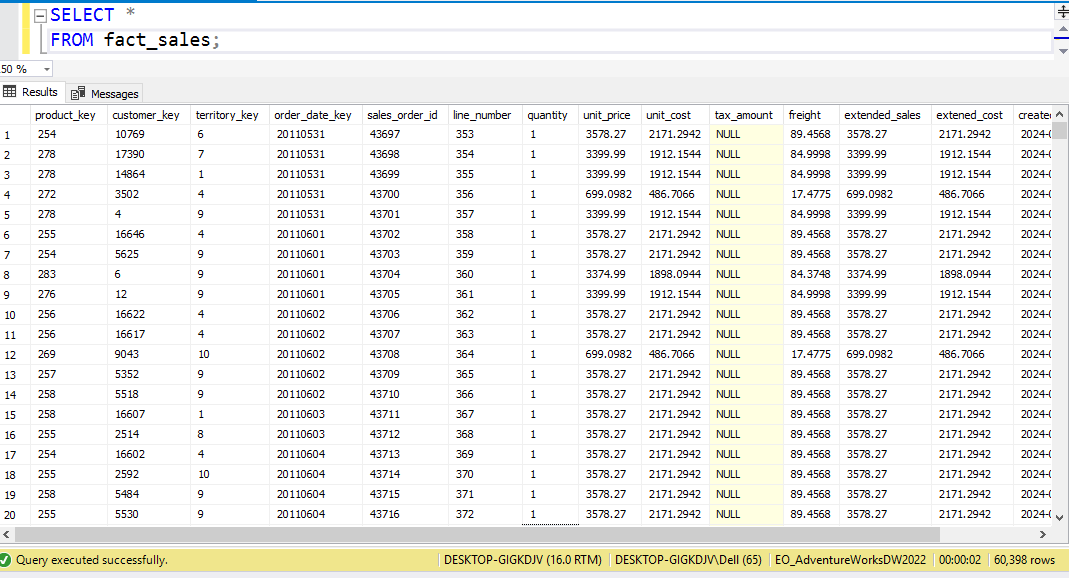 SELECT *
FROM fact_sales;
50 %
Results Messages
product_key customer_key territory_key order_date_key sales_order_id line_number quantity unit_price unit_cost tax_amount freight extended_sales extened_cost created
1 254 10769 6 20110531 43697 353 1 3578.27 2171.2942 NULL 89.4568 3578.27 2171.2942 2024-0
2 278 17390 7 20110531 43698 354 1 3399.99 1912.1544 NULL 84.9998 3399.99 1912.1544 2024-0
3 278 14864 1 20110531 43699 355 1 3399.99 1912.1544 NULL 84.9998 3399.99 1912.1544 2024-0
4 272 3502 4 20110531 43700 356 1 699.0982 486.7066 NULL 17.4775 699.0982 486.7066 2024-0
5 278 4 9 20110531 43701 357 1 3399.99 1912.1544 NULL 84.9998 3399.99 1912.1544 2024-0
6 255 16646 4 20110601 43702 358 1 3578.27 2171.2942 NULL 89.4568 3578.27 2171.2942 2024-0
7 254 5625 9 20110601 43703 359 1 3578.27 2171.2942 NULL 89.4568 3578.27 2171.2942 2024-0
8 283 6 9 20110601 43704 360 1 3374.99 1898.0944 NULL 84.3748 3374.99 1898.0944 2024-0
9 276 12 9 20110601 43705 361 1 3399.99 1912.1544 NULL 84.9998 3399.99 1912.1544 2024-0
10 256 16622 4 20110602 43706 362 1 3578.27 2171.2942 NULL 89.4568 3578.27 2171.2942 2024-0
11 256 16617 4 20110602 43707 363 1 3578.27 2171.2942 NULL 89.4568 3578.27 2171.2942 2024-0
12 269 9043 10 20110602 43708 364 1 699.0982 486.7066 NULL 17.4775 699.0982 486.7066 2024-0
13 257 5352 9 20110602 43709 365 1 3578.27 2171.2942 NULL 89.4568 3578.27 2171.2942 2024-0
14 258 5518 9 20110602 43710 366 1 3578.27 2171.2942 NULL 89.4568 3578.27 2171.2942 2024-0
15 258 16607 1 20110603 43711 367 1 3578.27 2171.2942 NULL 89.4568 3578.27 2171.2942 2024-0
16 255 2514 8 20110603 43712 368 1 3578.27 2171.2942 NULL 89.4568 3578.27 2171.2942 2024-0
17 254 16602 4 20110604 43713 369 1 3578.27 2171.2942 NULL 89.4568 3578.27 2171.2942 2024-0
18 255 2592 10 20110604 43714 370 1 3578.27 2171.2942 NULL 89.4568 3578.27 2171.2942 2024-0
19 258 5484 9 20110604 43715 371 1 3578.27 2171.2942 NULL 89.4568 3578.27 2171.2942 2024-0
20 255 5530 9 20110604 43716 372 1 3578.27 2171.2942 NULL 89.4568 3578.27 2171.2942 2024-0
Query executed successfully. DESKTOP-GIGKDJV (16.0 RTM) DESKTOP-GIGKDJV\Dell (65) EO_AdventureWorksDW2022 00:00:02 60,398 rows